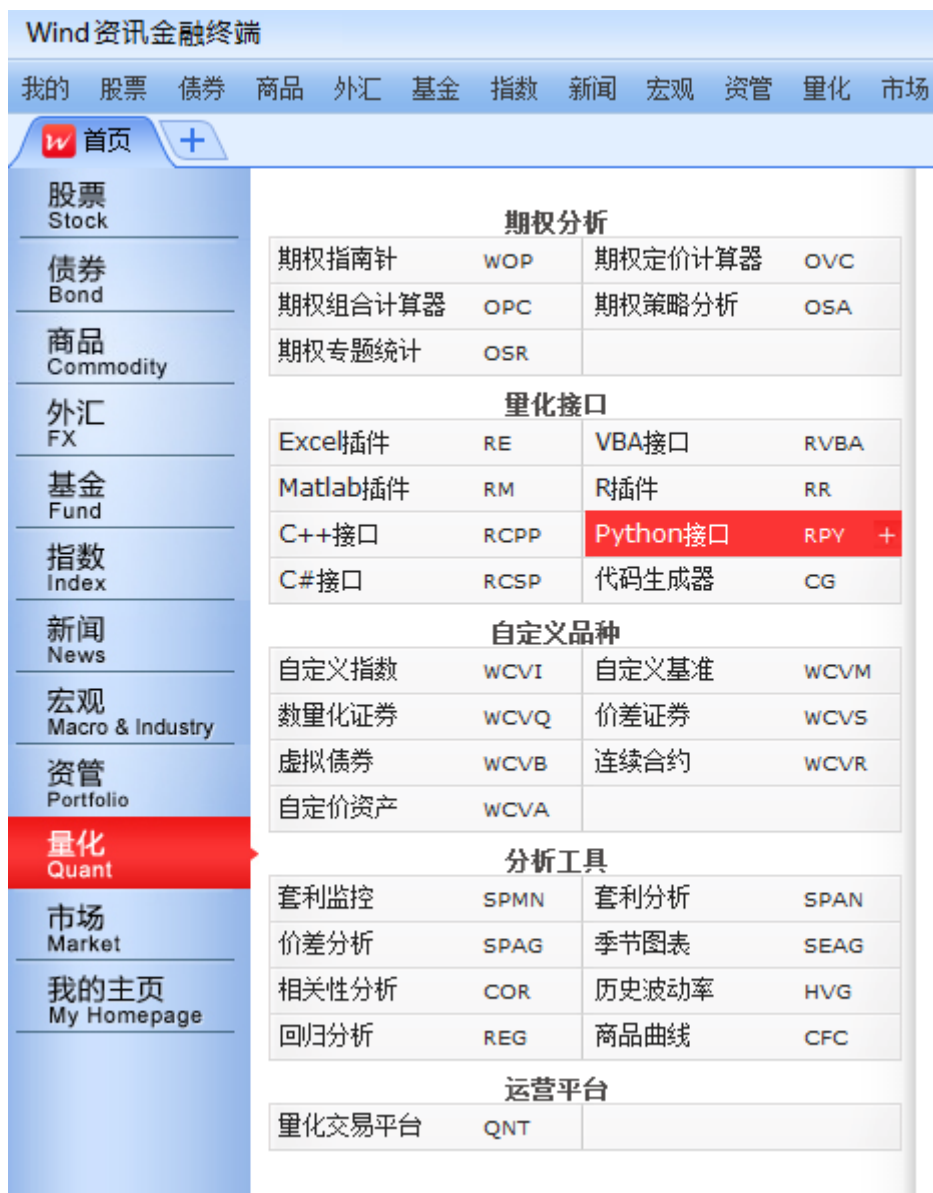 Wind资讯金融终端
我的 股票 债券 商品 外汇 基金 指数 新闻 宏观 资管 量化 市场
W 首页 +
股票
Stock
债券
Bond
商品
Commodity
外汇
FX
基金
Fund
指数
Index
新闻
News
宏观
Macro & Industry
资管
Portfolio
量化
Quant
市场
Market
我的主页
My Homepage
期权分析
期权指南针 WOP 期权定价计算器 OVC
期权组合计算器 OPC 期权策略分析 OSA
期权专题统计 OSR
量化接口
Excel插件 RE VBA接口 RVBA
Matlab插件 RM R插件 RR
C++接口 RCPP Python接口 RPY +
C#接口 RCSP 代码生成器 CG
自定义品种
自定义指数 WCVI 自定义基准 WCVM
数量化证券 WCVQ 价差证券 WCVS
虚拟债券 WCVB 连续合约 WCVR
自定价资产 WCVA
分析工具
套利监控 SPMN 套利分析 SPAN
价差分析 SPAG 季节图表 SEAG
相关性分析 COR 历史波动率 HVG
回归分析 REG 商品曲线 CFC
运营平台
量化交易平台 QNT